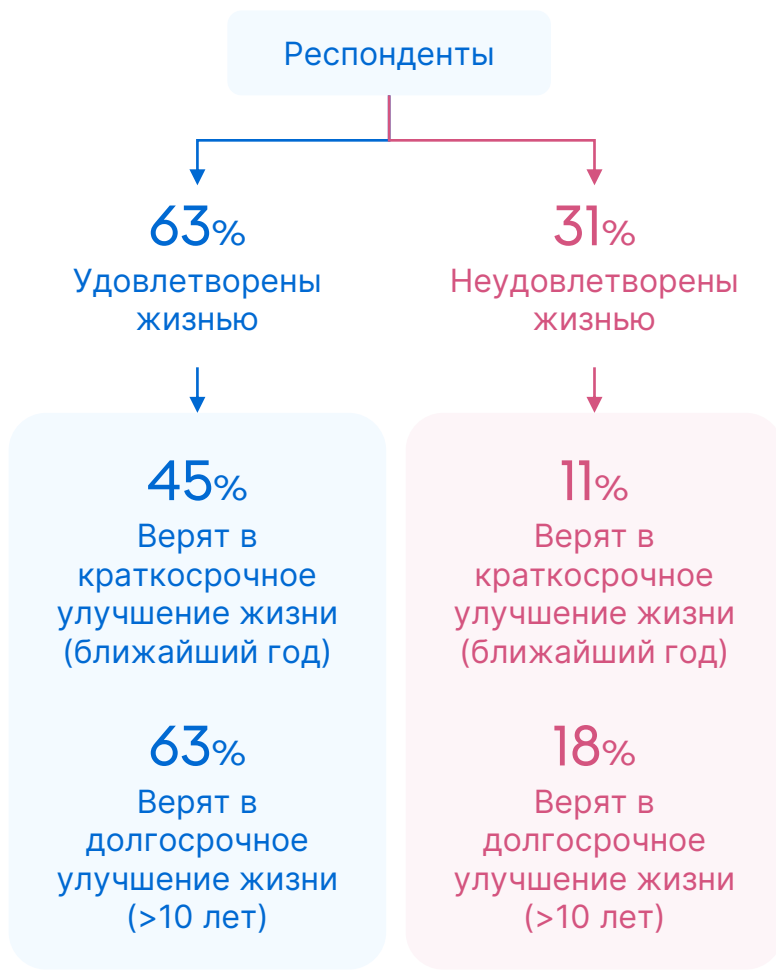 Респонденты
63%
Удовлетворены
жизнью
31%
Неудовлетворены
жизнью
45%
Верят в
краткосрочное
улучшение жизни
(ближайший год)
63%
Верят в
долгосрочное
улучшение жизни
(>10 лет)
11%
Верят в
краткосрочное
улучшение жизни
(ближайший год)
18%
Верят в
долгосрочное
улучшение жизни
(>10 лет)